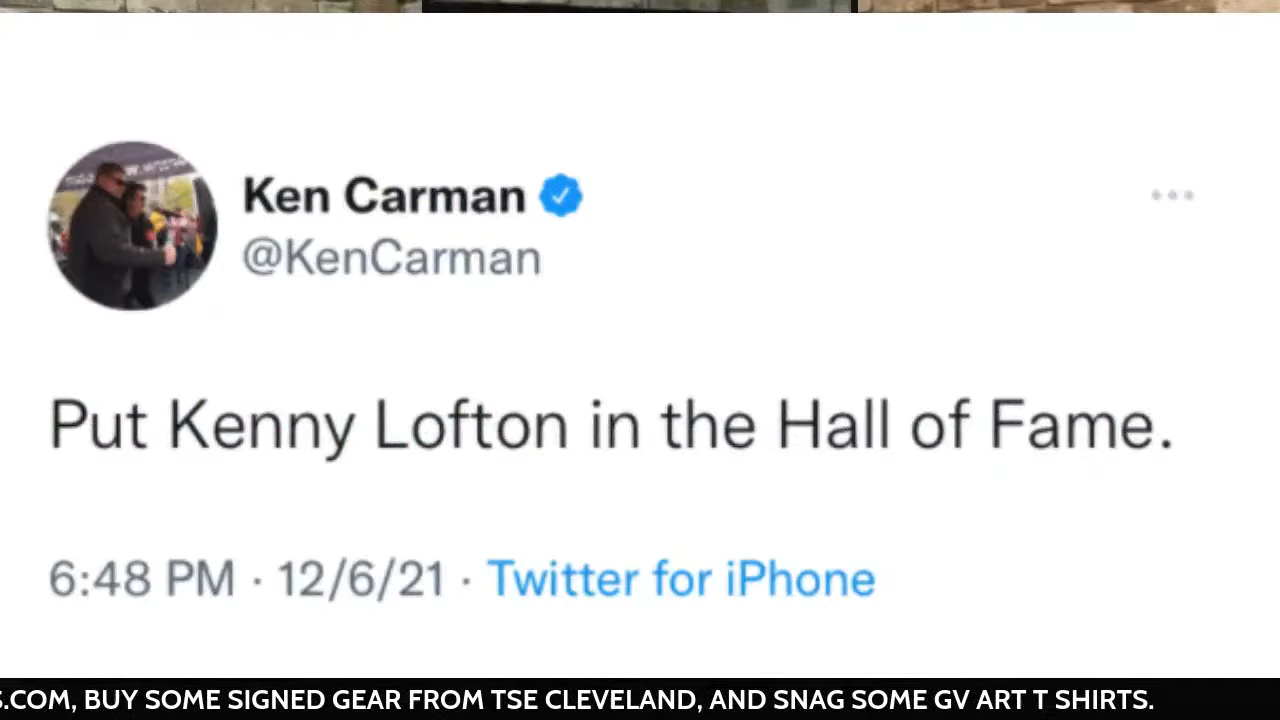 Ken Carman
@KenCarman
Put Kenny Lofton in the Hall of Fame.
6:48 PM · 12/6/21 · Twitter for iPhone
.COM, BUY SOME SIGNED GEAR FROM TSE CLEVELAND, AND SNAG SOME GV ART T SHIRTS.